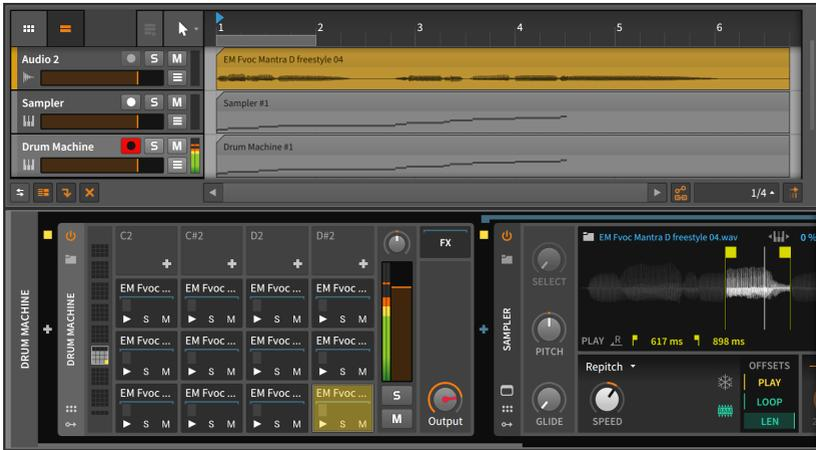 1 2 3 4 5 6
Audio 2 S M
EM Fvoc Mantra D freestyle 04
Sampler S M
Sampler #1
Drum Machine S M
Drum Machine #1
1/4
DRUM MACHINE
DRUM MACHINE
C2 C#2 D2 D#2
EM Fvoc ... EM Fvoc ... EM Fvoc ... EM Fvoc ...
S M S M S M S M
EM Fvoc ... EM Fvoc ... EM Fvoc ... EM Fvoc ...
S M S M S M S M
EM Fvoc ... EM Fvoc ... EM Fvoc ... EM Fvoc ...
S M S M S M S M
S
M
FX
Output
SAMPLER
SELECT
PITCH
GLIDE
EM Fvoc Mantra D freestyle 04.wav 0 %
PLAY R 617 ms 898 ms
Repitch
SPEED
OFFSETS
PLAY
LOOP
LEN